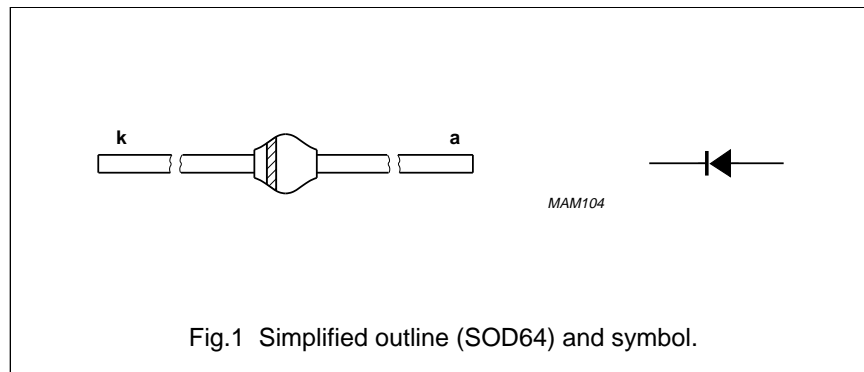 k
a
MAM104
Fig.1 Simplified outline (SOD64) and symbol.